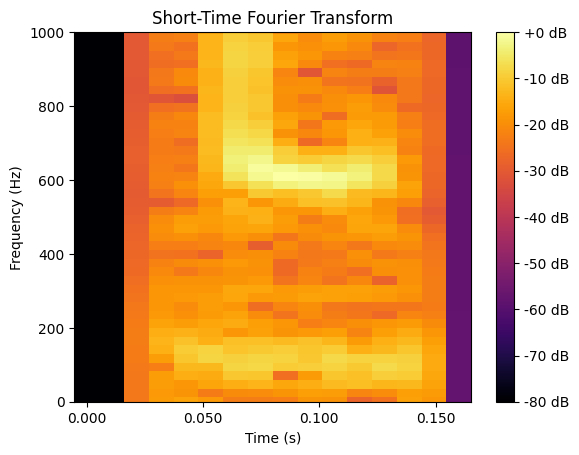 Short-Time Fourier Transform
1000
800
600
400
200
0
Frequency (Hz)
0.000
0.050
0.100
0.150
Time (s)
+0 dB
-10 dB
-20 dB
-30 dB
-40 dB
-50 dB
-60 dB
-70 dB
-80 dB